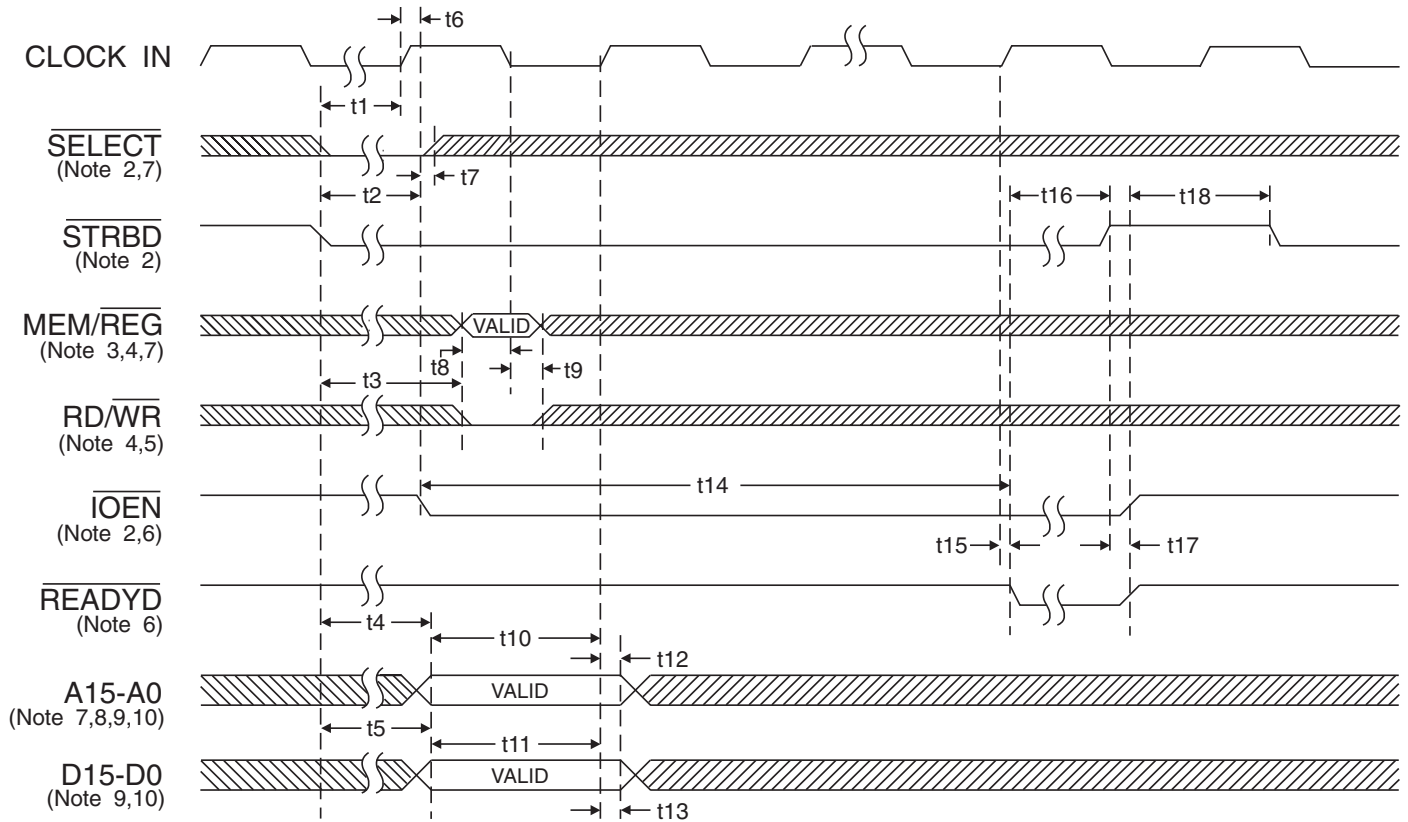 t6
CLOCK IN
t1
SELECT
(Note 2,7)
t7
t2
t16
t18
STRBD
(Note 2)
MEM/REG
(Note 3,4,7)
VALID
t8
t9
t3
RD/WR
(Note 4,5)
t14
IOEN
(Note 2,6)
t15
t17
READYD
(Note 6)
t4
t10
t12
A15-A0
(Note 7,8,9,10)
VALID
t5
t11
D15-D0
(Note 9,10)
VALID
t13